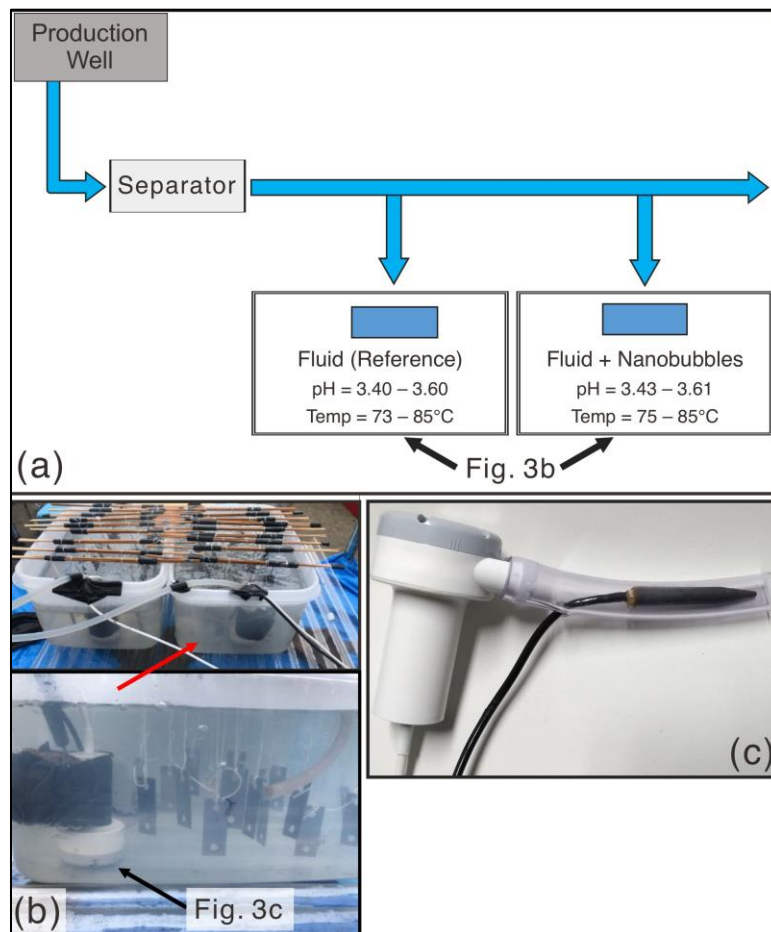 Production
Well
Separator
Fluid (Reference)
pH = 3.40 – 3.60
Temp = 73 – 85°C
Fluid + Nanobubbles
pH = 3.43 – 3.61
Temp = 75 – 85°C
Fig. 3b
(a)
(b)
Fig. 3c
(c)